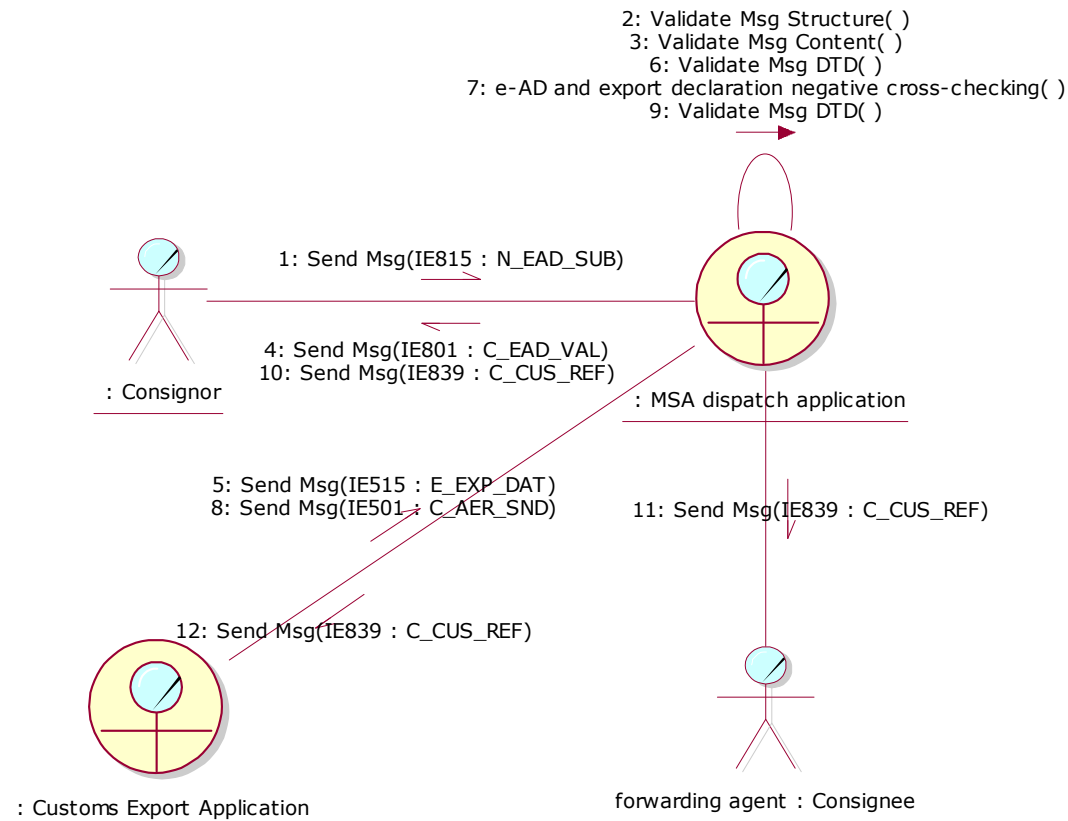 2: Validate Msg Structure( )
3: Validate Msg Content( )
6: Validate Msg DTD( )
7: e-AD and export declaration negative cross-checking( )
9: Validate Msg DTD( )
1: Send Msg(IE815 : N_EAD_SUB)
4: Send Msg(IE801 : C_EAD_VAL)
10: Send Msg(IE839 : C_CUS_REF)
: Consignor
: MSA dispatch application
5: Send Msg(IE515 : E_EXP_DAT)
8: Send Msg(IE501 : C_AER_SND)
11: Send Msg(IE839 : C_CUS_REF)
12: Send Msg(IE839 : C_CUS_REF)
: Customs Export Application
forwarding agent : Consignee